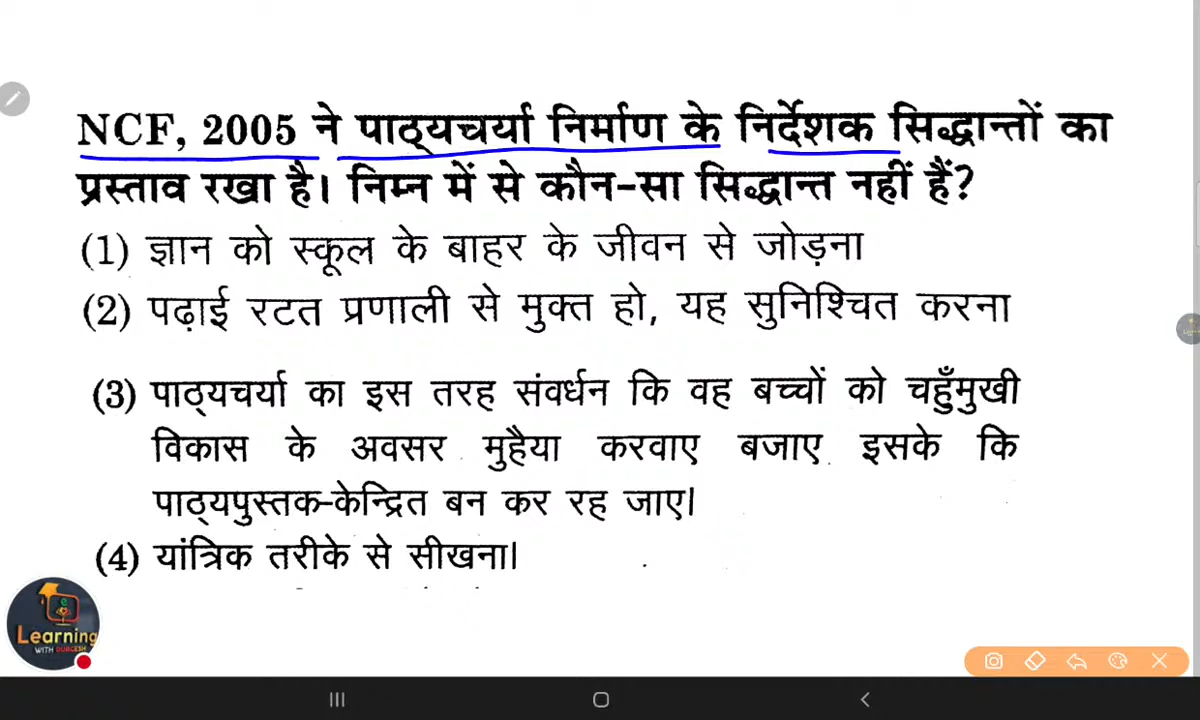 NCF, 2005 ने पाठ्यचर्या निर्माण के निर्देशक सिद्धान्तों का
प्रस्ताव रखा है। निम्न में से कौन-सा सिद्धान्त नहीं हैं?
(1) ज्ञान को स्कूल के बाहर के जीवन से जोड़ना
(2) पढ़ाई रटत प्रणाली से मुक्त हो, यह सुनिश्चित करना
(3) पाठ्यचर्या का इस तरह संवर्धन कि वह बच्चों को चहुँमुखी
विकास के अवसर मुहैया करवाए बजाए इसके कि
पाठ्यपुस्तक-केन्द्रित बन कर रह जाए।
(4) यांत्रिक तरीके से सीखना।
Learning
WITH DURGESH